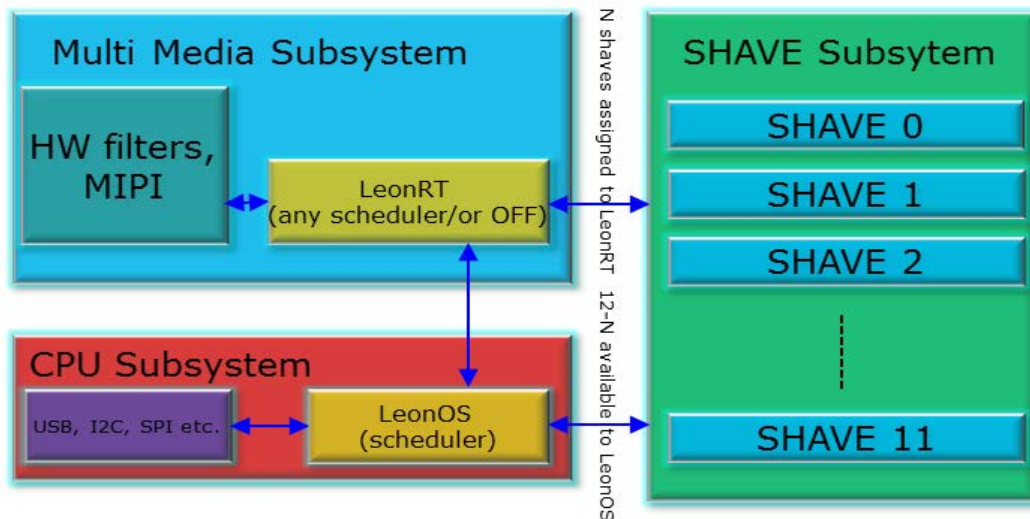 Multi Media Subsystem
HW filters,
MIPI
LeonRT
(any scheduler/or OFF)
CPU Subsystem
USB, I2C, SPI etc.
LeonOS
(scheduler)
N shaves assigned to LeonRT 12-N available to LeonOS
SHAVE Subsytem
SHAVE 0
SHAVE 1
SHAVE 2
SHAVE 11